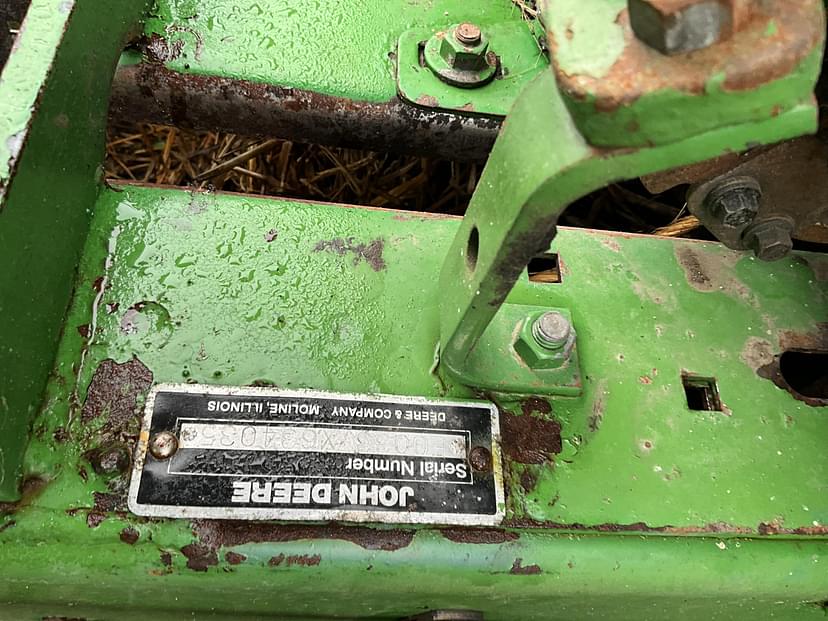 JOHN DEERE
Serial Number
DEERE & COMPANY MOLINE, ILLINOIS